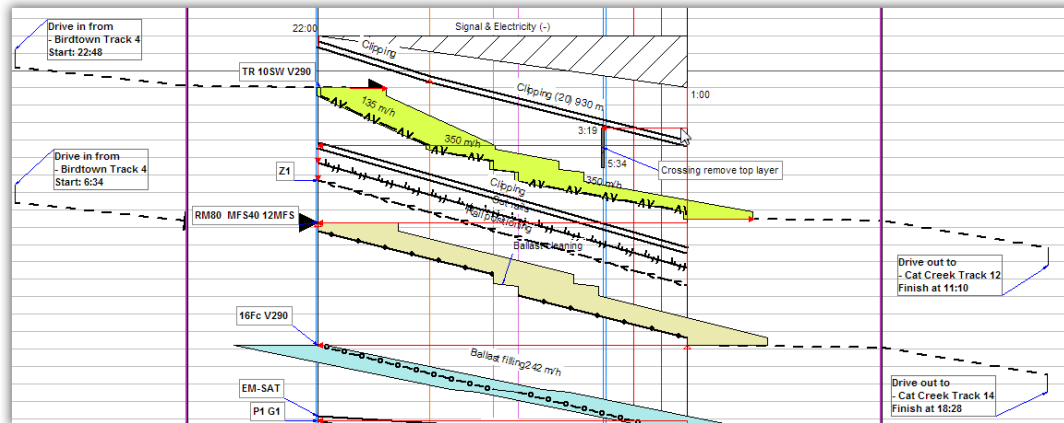 Drive in from
- Birdtown Track 4
Start: 22:48
22:00
Signal & Electricity (-)
Clipping
TR 10SW V290
Clipping (20) 930 m
1:00
135 m/h
350 m/h
3:19
5:34
Crossing remove top layer
350 m/h
Drive in from
- Birdtown Track 4
Start: 6:34
Z1
Clipping
Cut rails
Rail positioning
RM80 MFS40 12MFS
Ballast cleaning
Drive out to
- Cat Creek Track 12
Finish at 11:10
16Fc V290
Ballast filling242 m/h
EM-SAT
P1 G1
Drive out to
- Cat Creek Track 14
Finish at 18:28